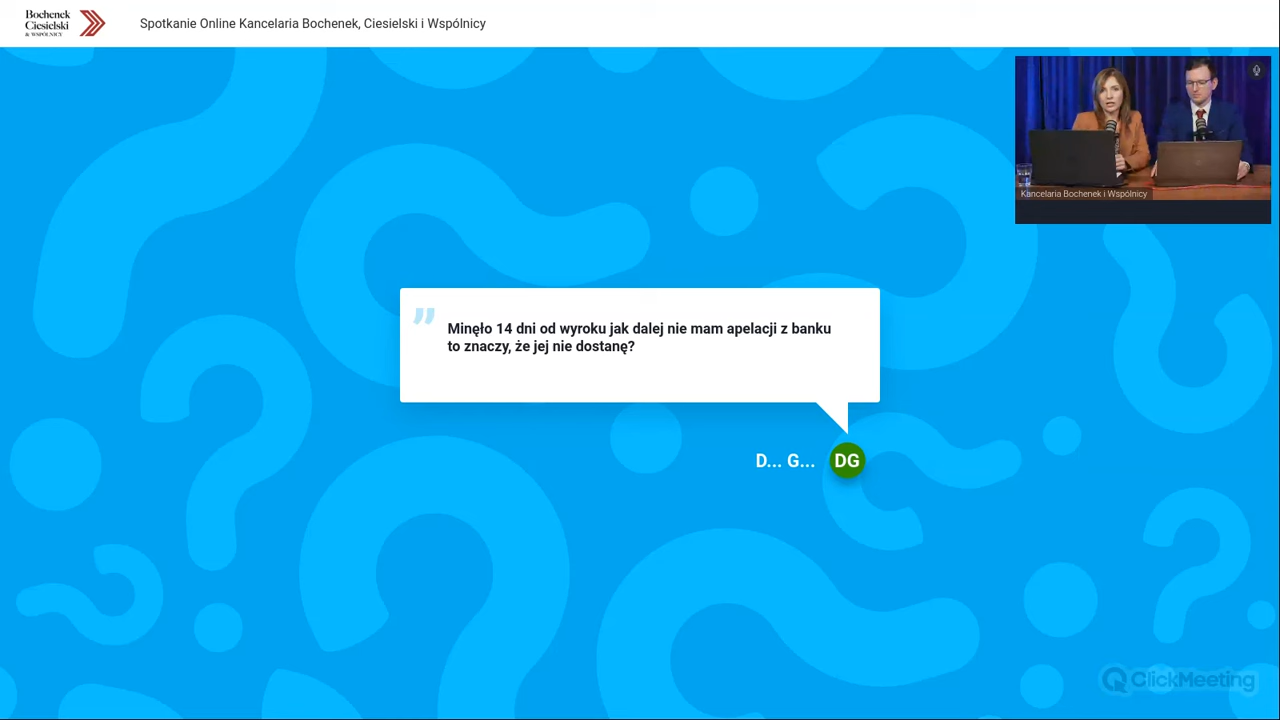 Bochenek
Ciesielski
& WSPÓLNICY
Spotkanie Online Kancelaria Bochenek, Ciesielski i Wspólnicy
Kancelaria Bochenek i Wspólnicy
Minęło 14 dni od wyroku jak dalej nie mam apelacji z banku
to znaczy, że jej nie dostanę?
D... G...
DG
ClickMeeting